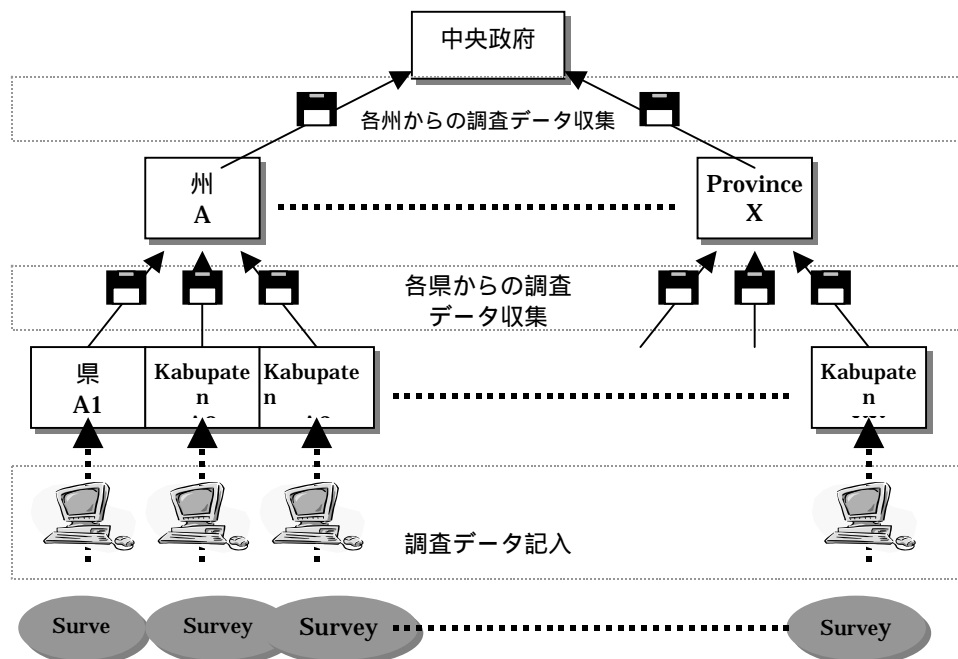 中央政府
各州からの調査データ収集
州
A
Province
X
各県からの調査
データ収集
県
A1
Kabupate
n
Kabupate
n
Kabupate
n
調査データ記入
Surve
Survey
Survey
Survey